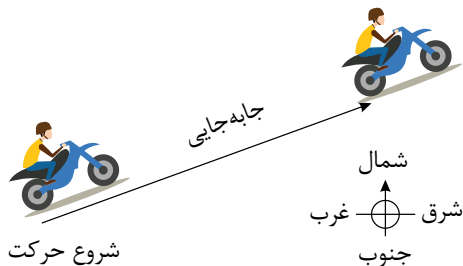 جابه‌جایی
شمال
شرق
غرب
جنوب
شروع حرکت